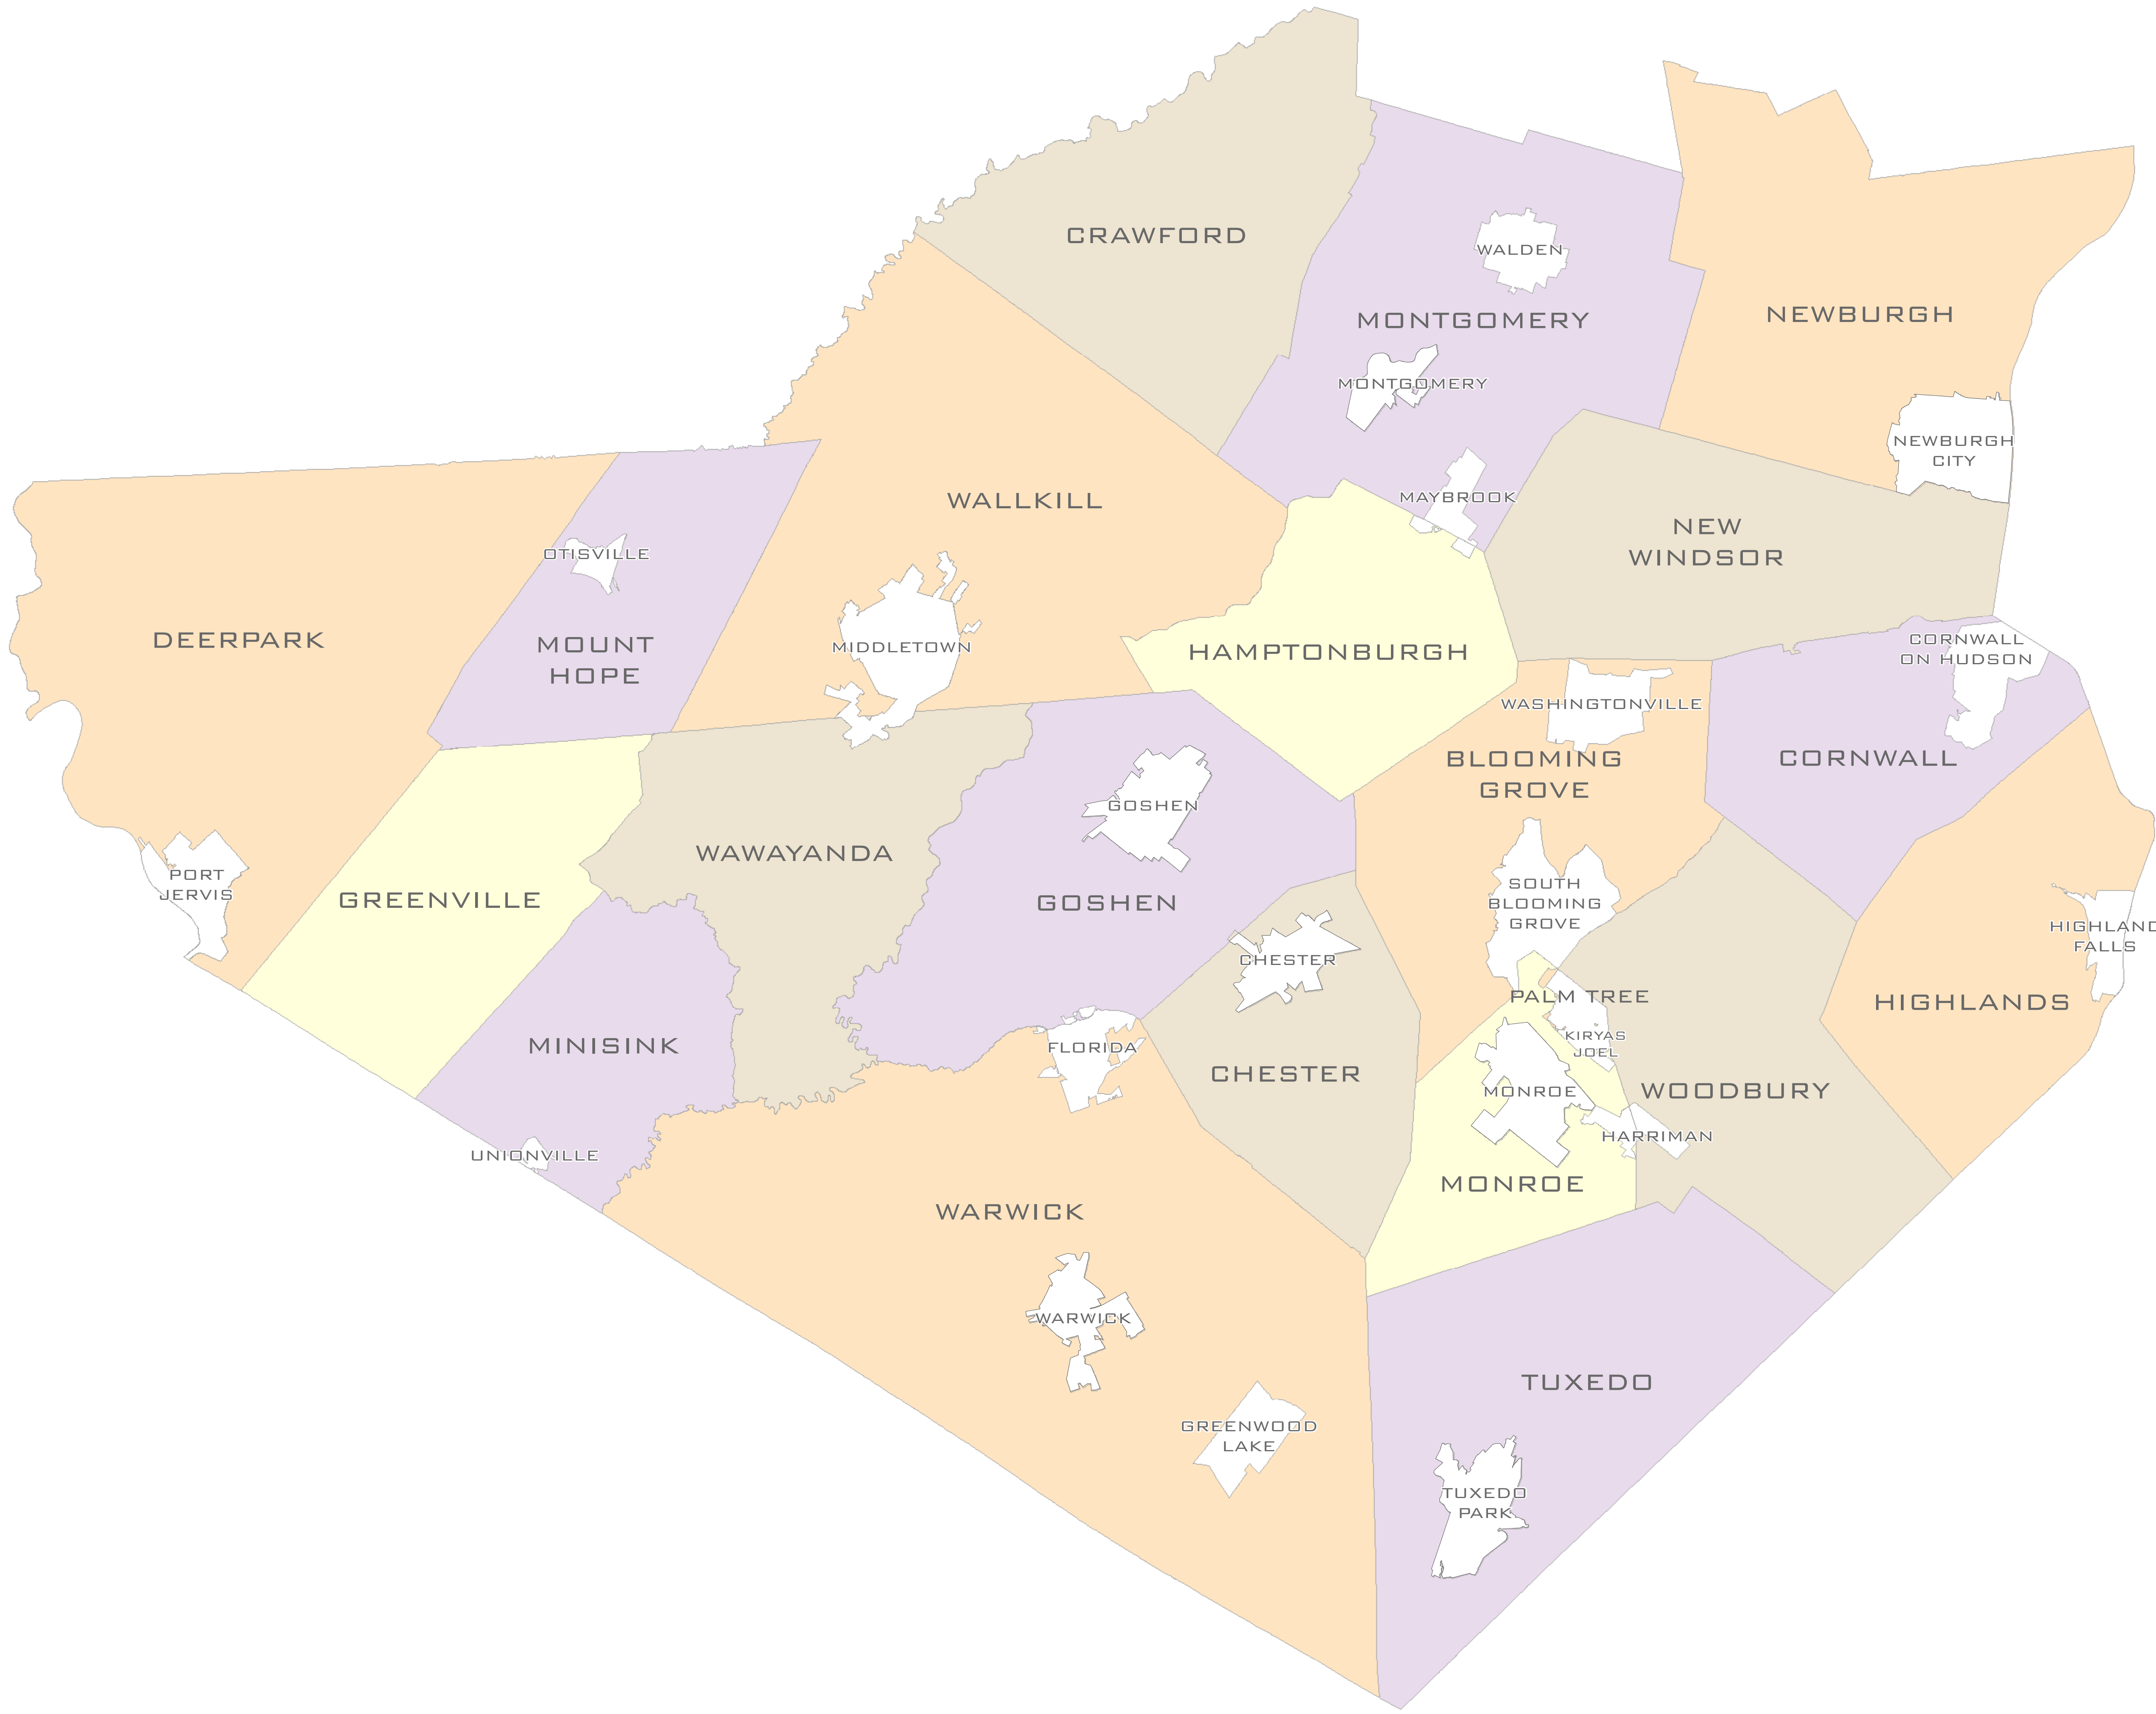 CRAWFORD
WALDEN
NEWBURGH
MONTGOMERY
MONTGOMERY
NEWBURGH
CITY
MAYBROOK
WALLKILL
NEW
WINDSOR
OTISVILLE
DEERPARK
MOUNT
HOPE
MIDDLETOWN
HAMPTONBURGH
CORNWALL
ON HUDSON
WASHINGTONVILLE
BLOOMING
GROVE
CORNWALL
GOSHEN
WAWAYANDA
PORT
JERVIS
GREENVILLE
GOSHEN
SOUTH
BLOOMING
GROVE
HIGHLAND
FALLS
CHESTER
PALM TREE
HIGHLANDS
KIRYAS
JOEL
MINISINK
FLORIDA
CHESTER
MONROE
WOODBURY
HARRIMAN
UNIONVILLE
MONROE
WARWICK
WARWICK
TUXEDO
GREENWOOD
LAKE
TUXEDO
PARK